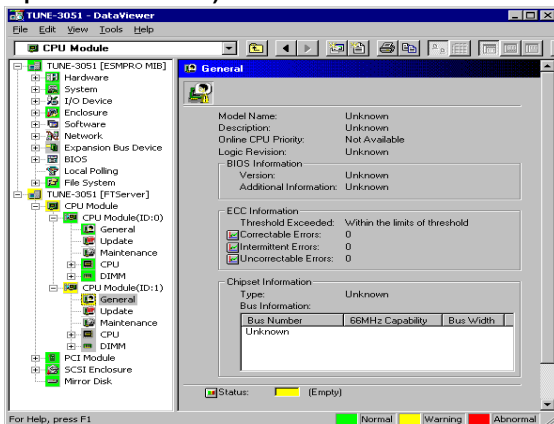 TUNE-3051 - DataViewer
File Edit View Tools Help
CPU Module
TUNE-3051 [ESMPRO MIB]
Hardware
System
I/O Device
Enclosure
Software
Network
Expansion Bus Device
BIOS
Local Polling
File System
TUNE-3051 [FTServer]
CPU Module
CPU Module(ID:0)
General
Update
Maintenance
CPU
DIMM
CPU Module(ID:1)
General
Update
Maintenance
CPU
DIMM
PCI Module
SCSI Enclosure
Mirror Disk
General
Model Name: Unknown
Description: Unknown
Online CPU Priority: Not Available
Logic Revision: Unknown
BIOS Information
Version: Unknown
Additional Information: Unknown
ECC Information
Threshold Exceeded: Within the limits of threshold
Correctable Errors: 0
Intermittent Errors: 0
Uncorrectable Errors: 0
Chipset Information
Type: Unknown
Bus Information:
Bus Number 66MHz Capability Bus Width
Unknown
Status: (Empty)
For Help, press F1 Normal Warning Abnormal